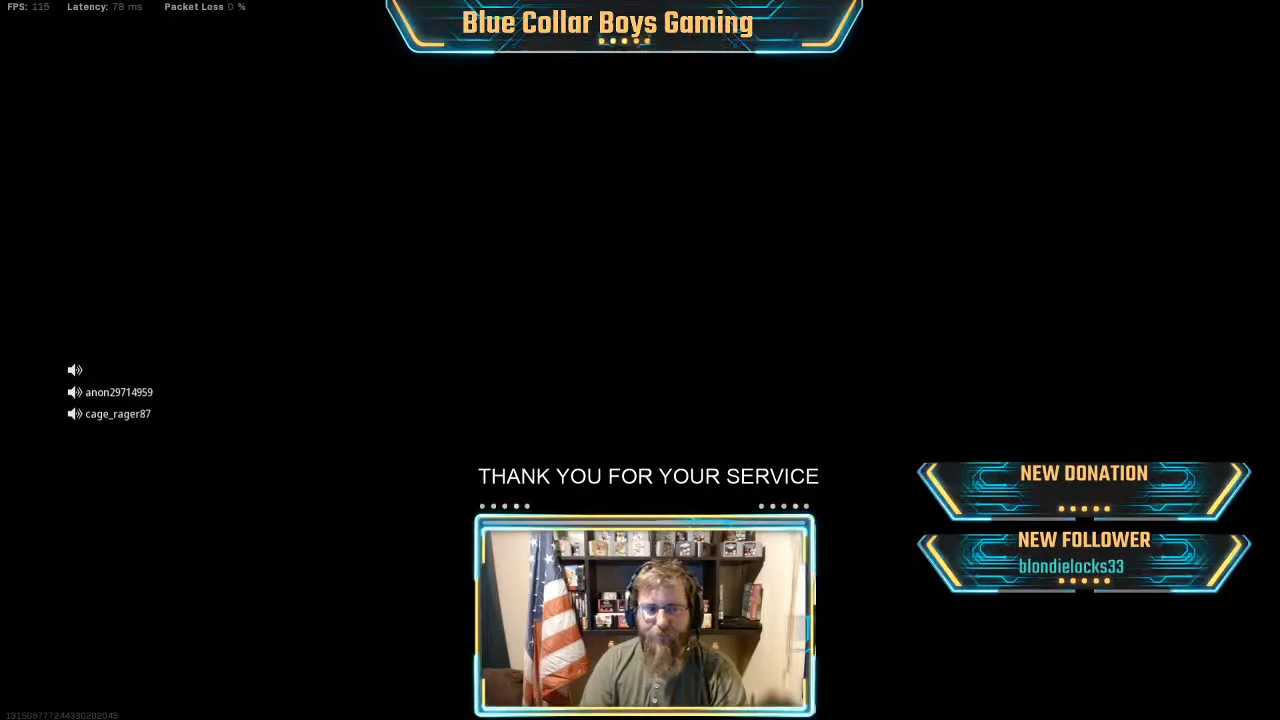 FPS: 115 Latency: 78 ms Packet Loss 0 %
Blue Collar Boys Gaming
anon29714959
cage_rager87
THANK YOU FOR YOUR SERVICE
NEW DONATION
NEW FOLLOWER
blondielocks33